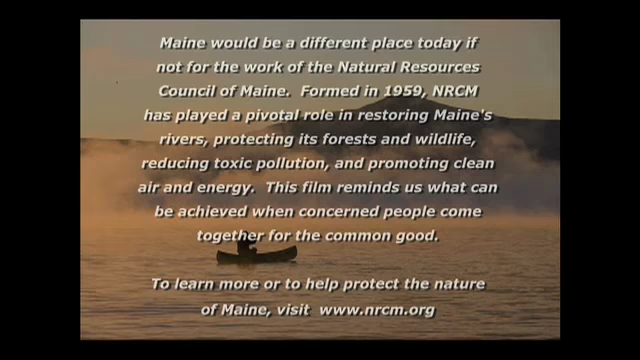 Maine would be a different place today if
not for the work of the Natural Resources
Council of Maine.  Formed in 1959, NRCM
has played a pivotal role in restoring Maine's
rivers, protecting its forests and wildlife,
reducing toxic pollution, and promoting clean
air and energy.  This film reminds us what can
be achieved when concerned people come
together for the common good.
To learn more or to help protect the nature
of Maine, visit  www.nrcm.org